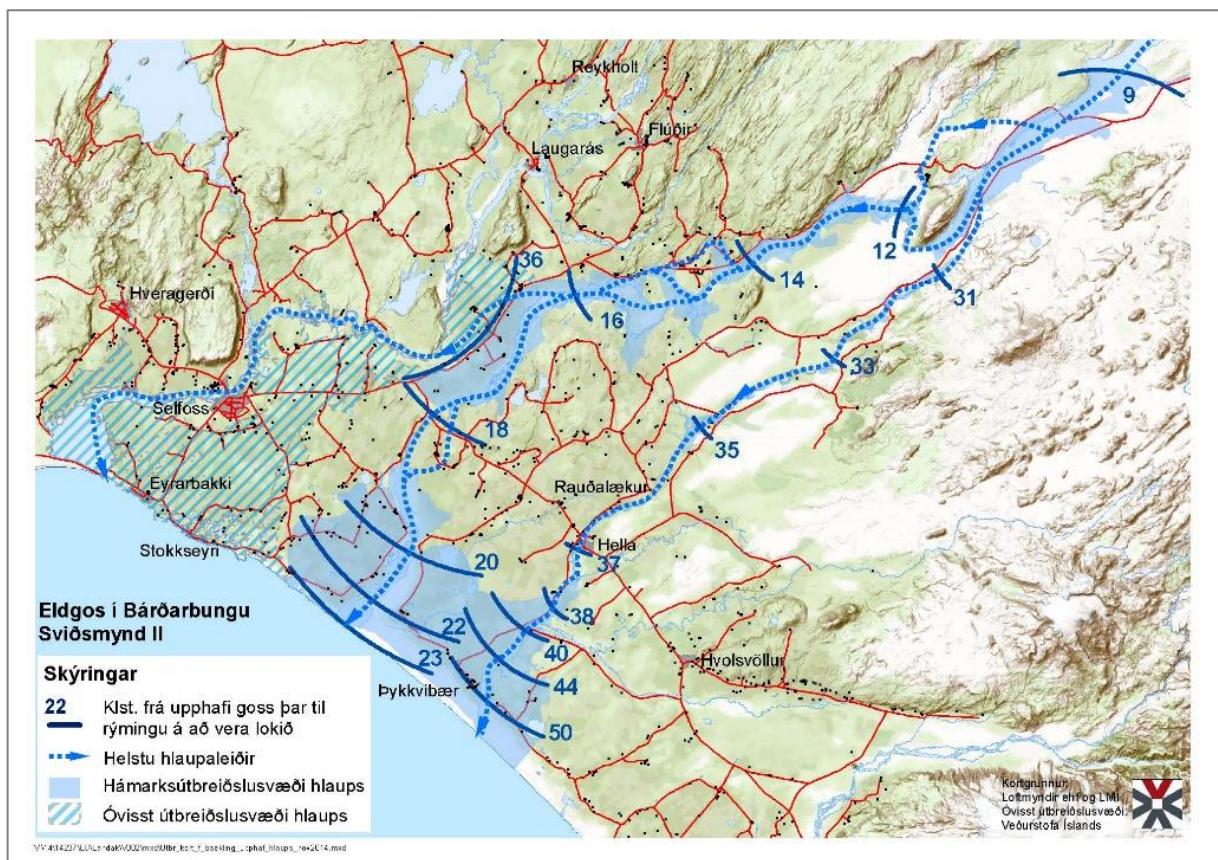 Reykholt
9
Flúðir
Laugarás
12
36
14
31
Hveragerði
16
33
Selfoss
18
35
Rauðalækur
Eyrarbakki
Stokkseyri
Hella
37
20
38
22
40
Hvolsvöllur
23
44
Þykkvibær
50
Eldgos í Bárðarbungu
Sviðsmynd II
Skýringar
22 Klst. frá upphafi goss þar til
rýmingu á að vera lokið
Helstu hlaupaleiðir
Hámarksútbreiðslusvæði hlaups
Óvisst útbreiðslusvæði hlaups
Kortgrunnur:
Loftmyndir ehf og LMÍ
Óvisst útbreiðslusvæði:
Veðurstofa Íslands